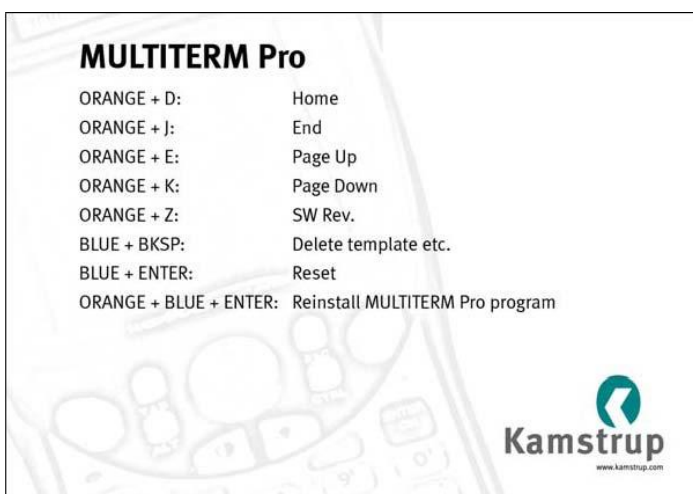 MULTITERM Pro
ORANGE + D: Home
ORANGE + J: End
ORANGE + E: Page Up
ORANGE + K: Page Down
ORANGE + Z: SW Rev.
BLUE + BKSP: Delete template etc.
BLUE + ENTER: Reset
ORANGE + BLUE + ENTER: Reinstall MULTITERM Pro program
Kamstrup
www.kamstrup.com